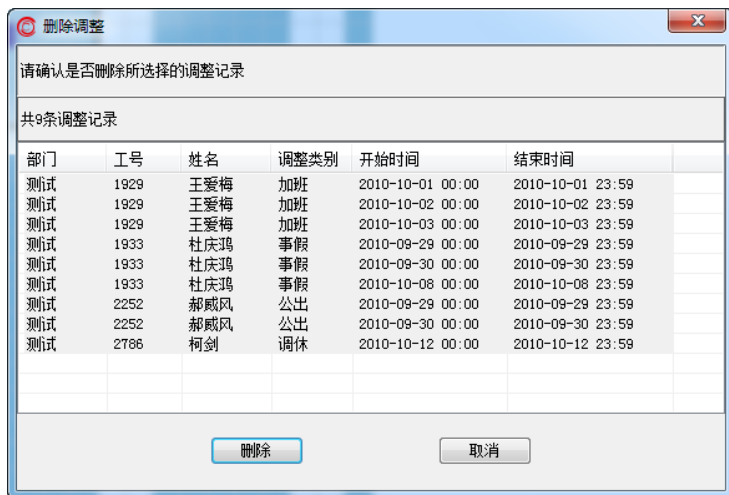 删除调整
请确认是否删除所选择的调整记录
共9条调整记录
部门 工号 姓名 调整类别 开始时间 结束时间
测试 1929 王爱梅 加班 2010-10-01 00:00 2010-10-01 23:59
测试 1929 王爱梅 加班 2010-10-02 00:00 2010-10-02 23:59
测试 1929 王爱梅 加班 2010-10-03 00:00 2010-10-03 23:59
测试 1933 杜庆鸿 事假 2010-09-29 00:00 2010-09-29 23:59
测试 1933 杜庆鸿 事假 2010-09-30 00:00 2010-09-30 23:59
测试 1933 杜庆鸿 事假 2010-10-08 00:00 2010-10-08 23:59
测试 2252 郝威风 公出 2010-09-29 00:00 2010-09-29 23:59
测试 2252 郝威风 公出 2010-09-30 00:00 2010-09-30 23:59
测试 2786 柯剑 调休 2010-10-12 00:00 2010-10-12 23:59
删除 取消